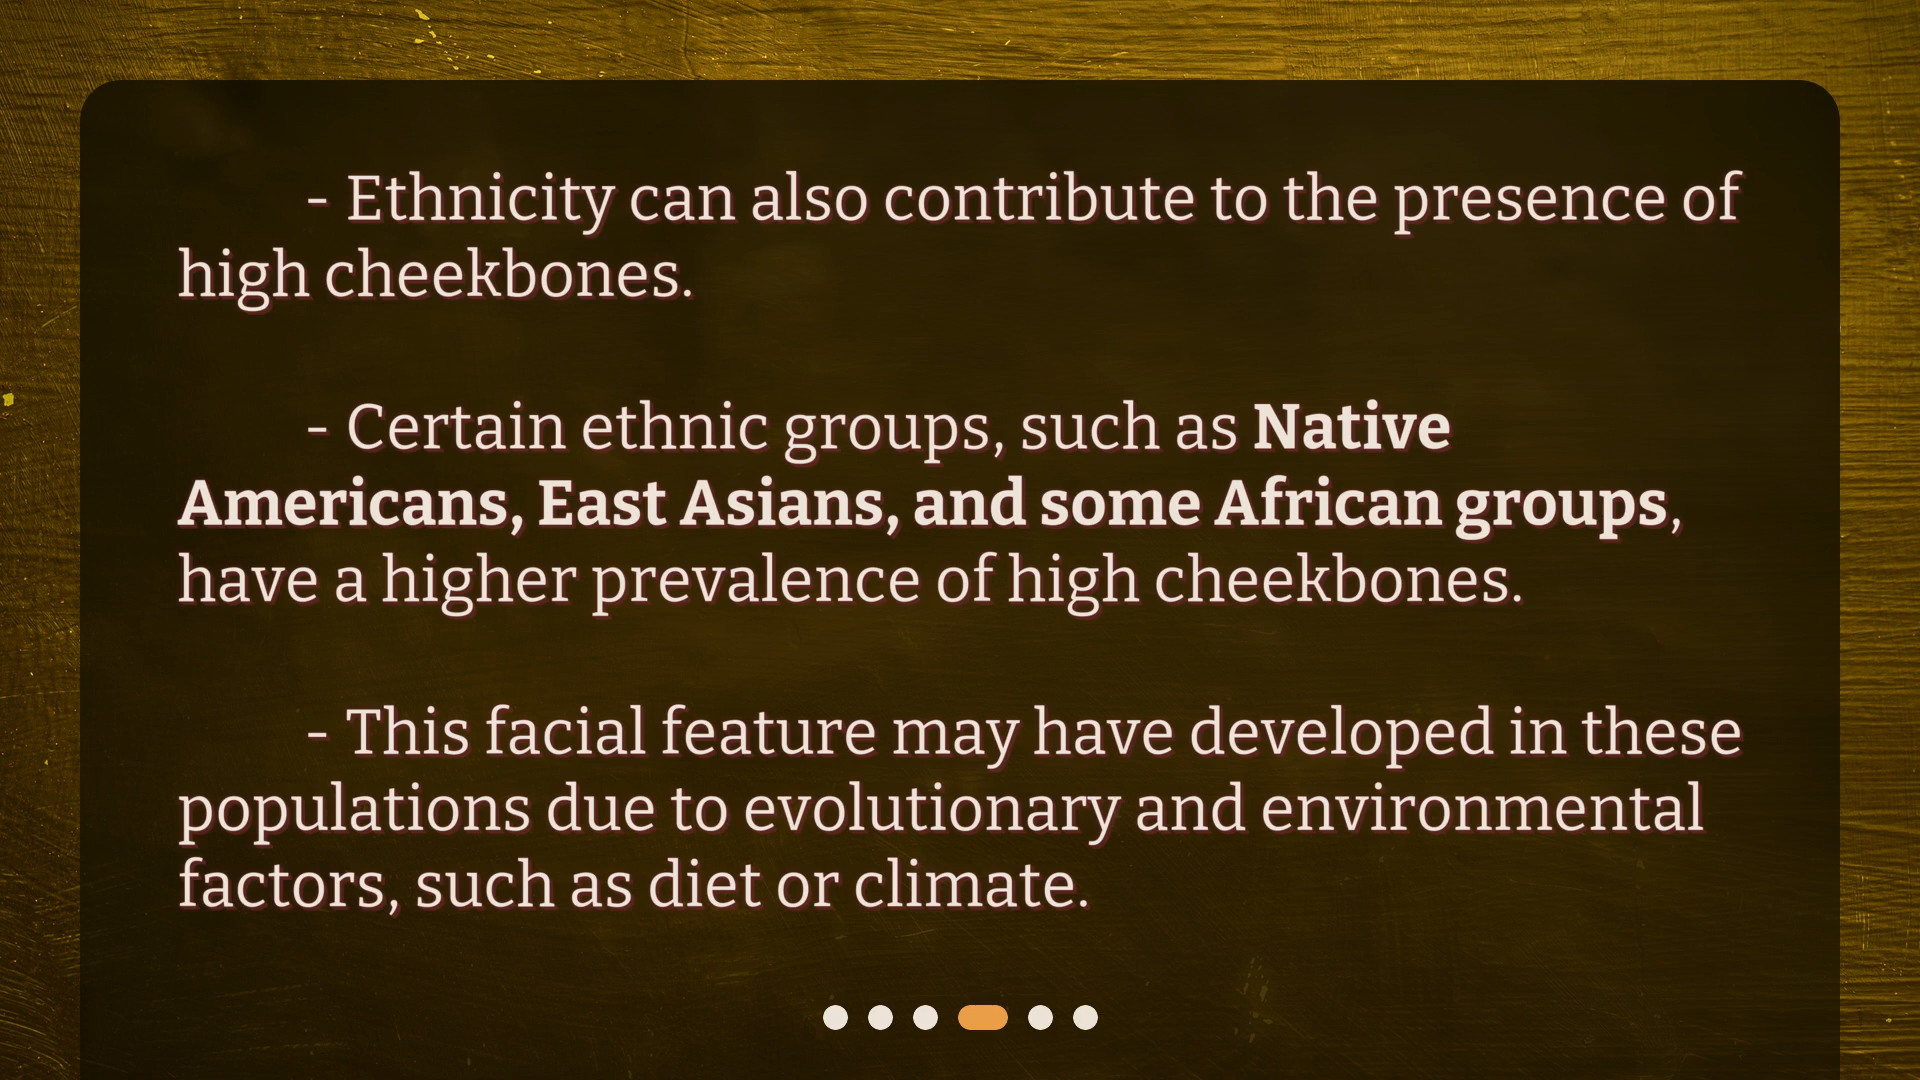 - Ethnicity can also contribute to the presence of
high cheekbones.
- Certain ethnic groups, such as Native
Americans, East Asians, and some African groups,
have a higher prevalence of high cheekbones.
- This facial feature may have developed in these
populations due to evolutionary and environmental
factors, such as diet or climate.